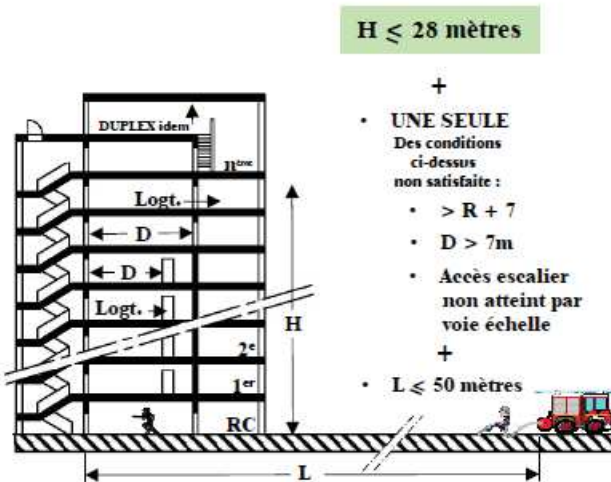 H ≤ 28 mètres
+
• UNE SEULE
Des conditions
ci-dessus
non satisfaite :
• > R + 7
• D > 7m
• Accès escalier
non atteint par
voie échelle
+
• L ≤ 50 mètres
DUPLEX idem
nème
Logt.
D
D
Logt.
H
2e
1er
RC
L